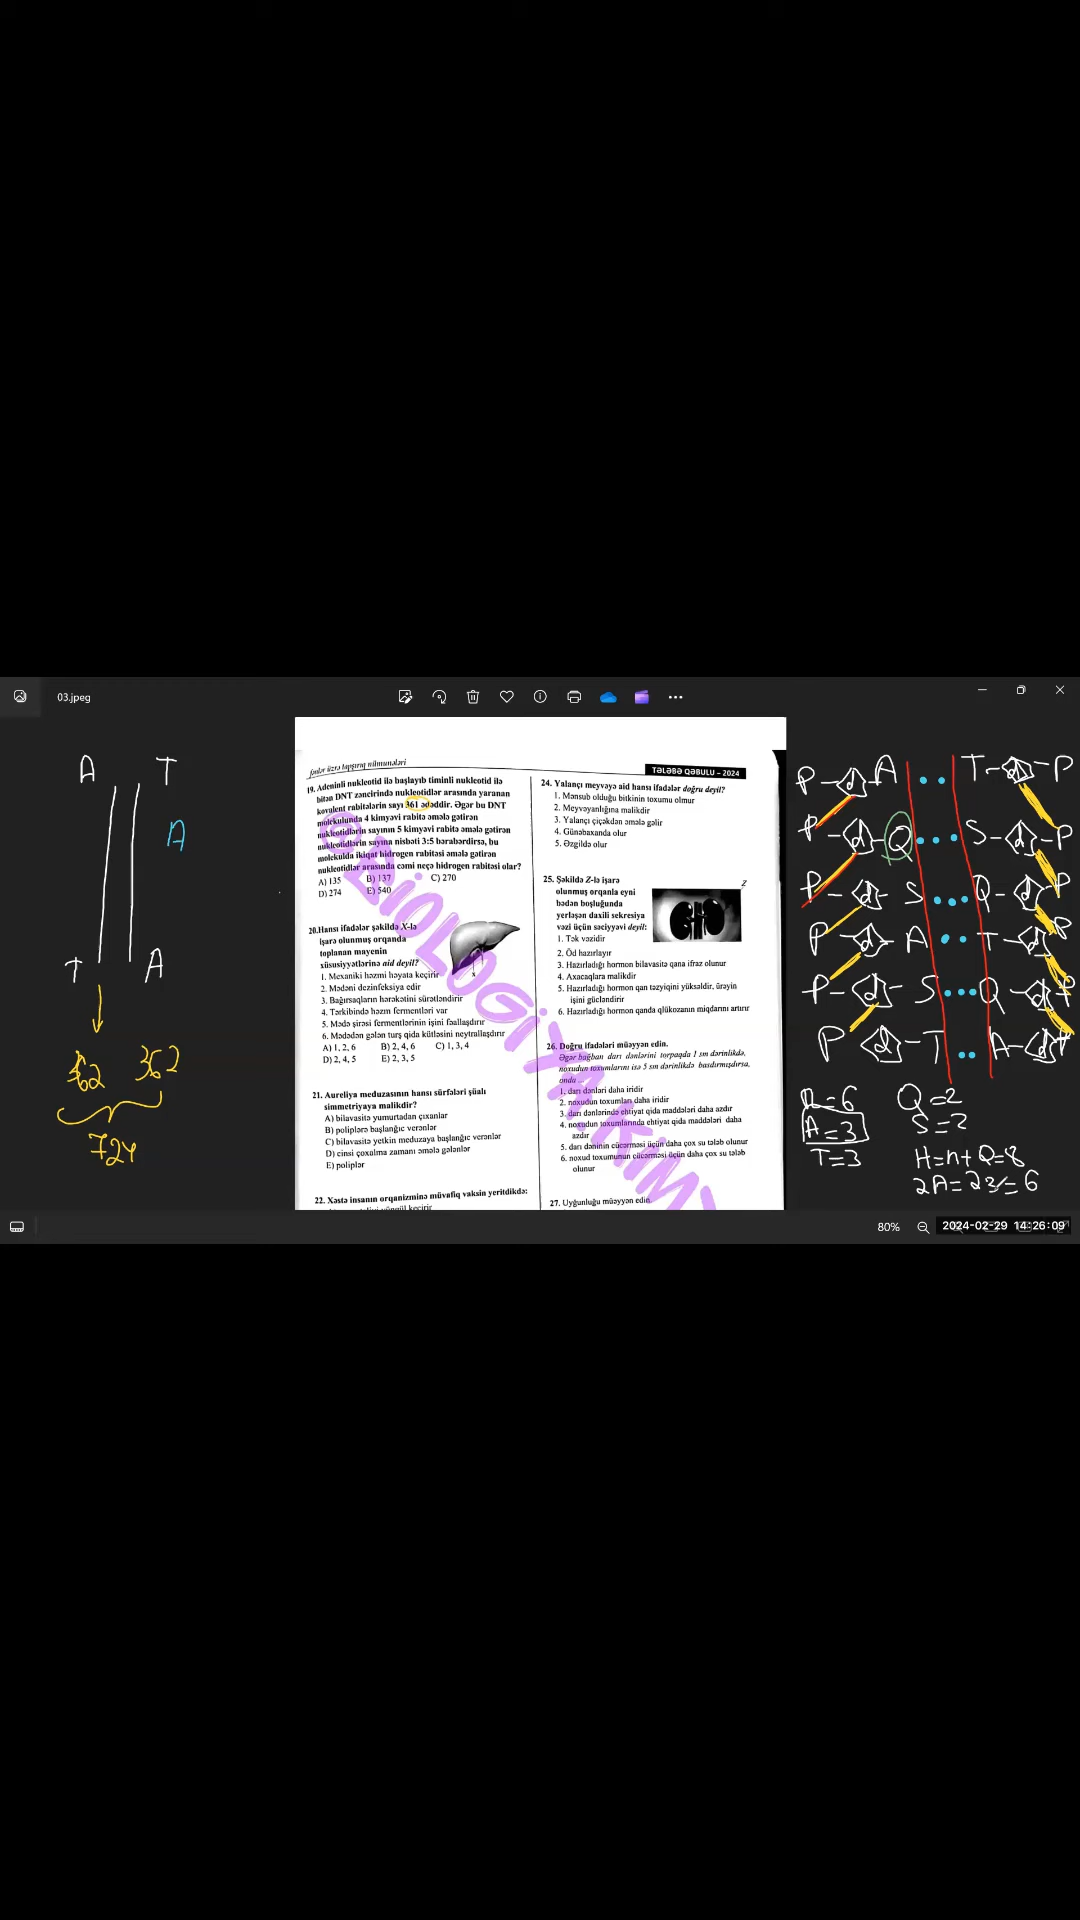 03.jpeg
fənlər üzrə tapşırıq nümunələri
TƏLƏBƏ QƏBULU – 2024
19. Adeninli nukleotid ilə başlayıb timinli nukleotid ilə
bitən DNT zəncirində nukleotidlər arasında yaranan
kovalent rabitələrin sayı 361 ədəddir. Əgər bu DNT
molekulunda 4 kimyəvi rabitə əmələ gətirən
nukleotidlərin sayının 5 kimyəvi rabitə əmələ gətirən
nukleotidlərin sayına nisbəti 3:5 bərabərdirsə, bu
molekulda ikiqat hidrogen rabitəsi əmələ gətirən
nukleotidlər arasında cəmi neçə hidrogen rabitəsi olar?
A) 135 B) 137 C) 270
D) 274 E) 540
20.Hansı ifadələr şəkildə X-lə
işarə olunmuş orqanda
toplanan mayenin
xüsusiyyətlərinə aid deyil?
X
1. Mexaniki həzmi həyata keçirir
2. Mədəni dezinfeksiya edir
3. Bağırsaqların hərəkətini sürətləndirir
4. Tərkibində həzm fermentləri var
5. Mədə şirəsi fermentlərinin işini fəallaşdırır
6. Mədədən gələn turş qida kütləsini neytrallaşdırır
A) 1, 2, 6 B) 2, 4, 6 C) 1, 3, 4
D) 2, 4, 5 E) 2, 3, 5
21. Aureliya meduzasının hansı sürfələri şüalı
simmetriyaya malikdir?
A) bilavasitə yumurtadan çıxanlar
B) poliplərə başlanğıc verənlər
C) bilavasitə yetkin meduzaya başlanğıc verənlər
D) cinsi çoxalma zamanı əmələ gələnlər
E) poliplər
22. Xəstə insanın orqanizminə müvafiq vaksin yeritdikdə:
24. Yalançı meyvəyə aid hansı ifadələr doğru deyil?
1. Mənsub olduğu bitkinin toxumu olmur
2. Meyvəyanlığına malikdir
3. Yalançı çiçəkdən əmələ gəlir
4. Günəbaxanda olur
5. Əzgildə olur
25. Şəkildə Z-lə işarə
olunmuş orqanla eyni
bədən boşluğunda
yerləşən daxili sekresiya
vəzi üçün səciyyəvi deyil:
Z
1. Tək vəzidir
2. Öd hazırlayır
3. Hazırladığı hormon bilavasitə qana ifraz olunur
4. Axacaqlara malikdir
5. Hazırladığı hormon qan təzyiqini yüksəldir, ürəyin
işini gücləndirir
6. Hazırladığı hormon qanda qlükozanın miqdarını artırır
26. Doğru ifadələri müəyyən edin.
Əgər bağban darı dənlərini torpaqda 1 sm dərinlikdə,
noxudun toxumlarını isə 5 sm dərinlikdə basdırmışdırsa,
onda
1. darı dənləri daha iridir
2. noxudun toxumları daha iridir
3. darı dənlərində ehtiyat qida maddələri daha azdır
4. noxudun toxumlarında ehtiyat qida maddələri daha
azdır
5. darı dəninin cücərməsi üçün daha çox su tələb olunur
6. noxud toxumunun cücərməsi üçün daha çox su tələb
olunur
27. Uyğunluğu müəyyən edin
@BİOLOGİYA KİMY
A T
A
T A
362 362
724
P-d-A T-d-P
P-d-Q S-d-P
P-d-S Q-d-P
P-d-A T-d-P
P-d-S Q-d-P
P-d-T A-d-P
n=6 Q=2
A=3 S=2
T=3 H=n+Q=8
2A=2·3=6
80%
2024-02-29 14:26:09